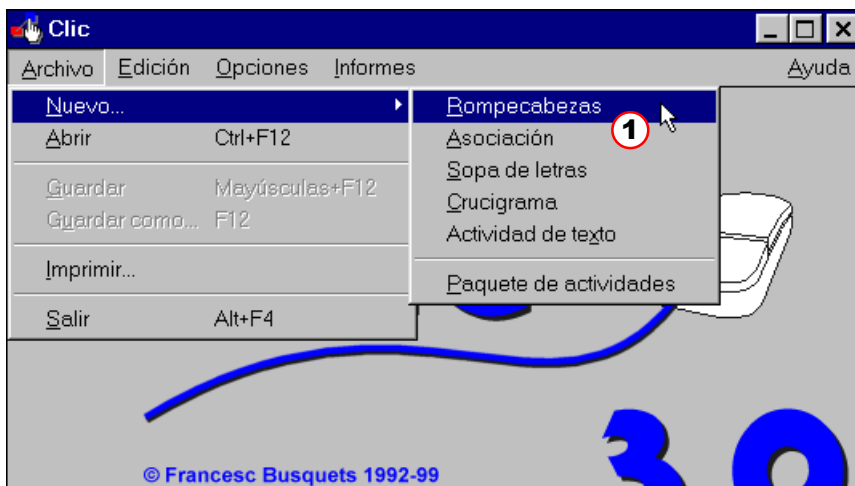 Clic
Archivo Edición Opciones Informes Ayuda
Nuevo...
Abrir Ctrl+F12
Guardar Mayúsculas+F12
Guardar como... F12
Imprimir...
Salir Alt+F4
Rompecabezas
1
Asociación
Sopa de letras
Crucigrama
Actividad de texto
Paquete de actividades
3.0
© Francesc Busquets 1992-99